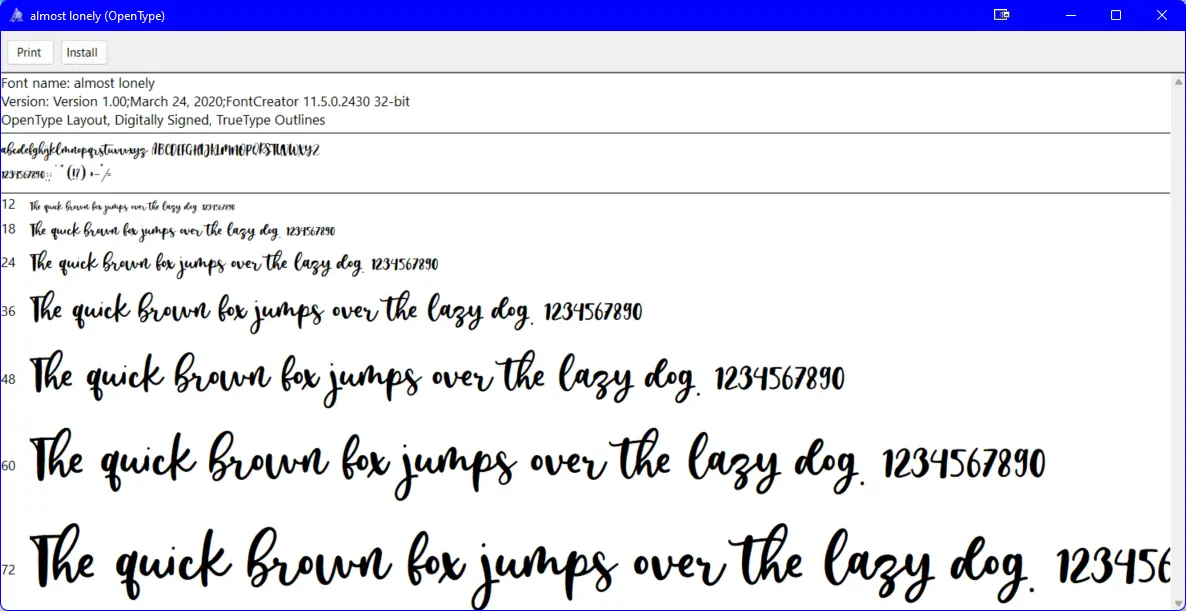 almost lonely (OpenType)
Print Install
Font name: almost lonely
Version: Version 1.00;March 24, 2020;FontCreator 11.5.0.2430 32-bit
OpenType Layout, Digitally Signed, TrueType Outlines
abcdefghijklmnopqrstuvwxyz ABCDEFGHIJKLMNOPQRSTUVWXYZ
1234567890.:,; ' " (!?) +-*/=
12 The quick brown fox jumps over the lazy dog. 1234567890
18 The quick brown fox jumps over the lazy dog. 1234567890
24 The quick brown fox jumps over the lazy dog. 1234567890
36 The quick brown fox jumps over the lazy dog. 1234567890
48 The quick brown fox jumps over the lazy dog. 1234567890
60 The quick brown fox jumps over the lazy dog. 1234567890
72 The quick brown fox jumps over the lazy dog. 123456